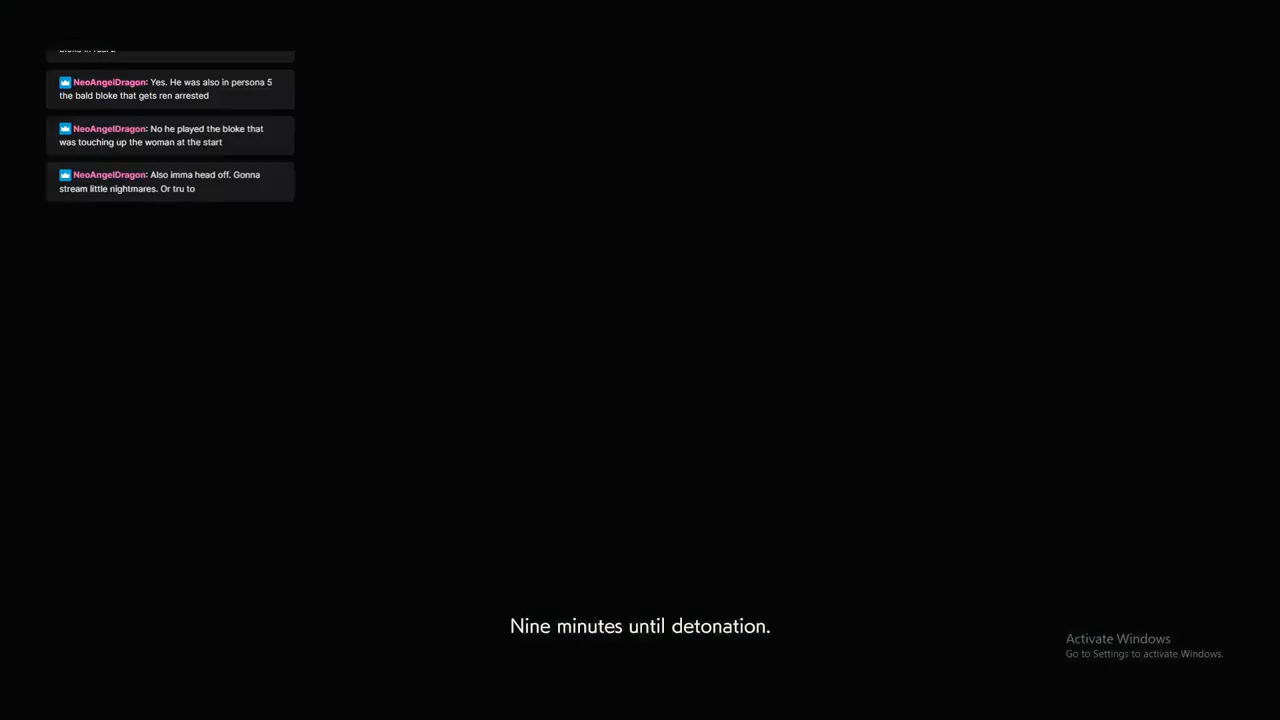 NeoAngelDragon: Yes. He was also in persona 5
the bald bloke that gets ren arrested
NeoAngelDragon: No he played the bloke that
was touching up the woman at the start
NeoAngelDragon: Also imma head off. Gonna
stream little nightmares. Or tru to
Nine minutes until detonation.
Activate Windows
Go to Settings to activate Windows.